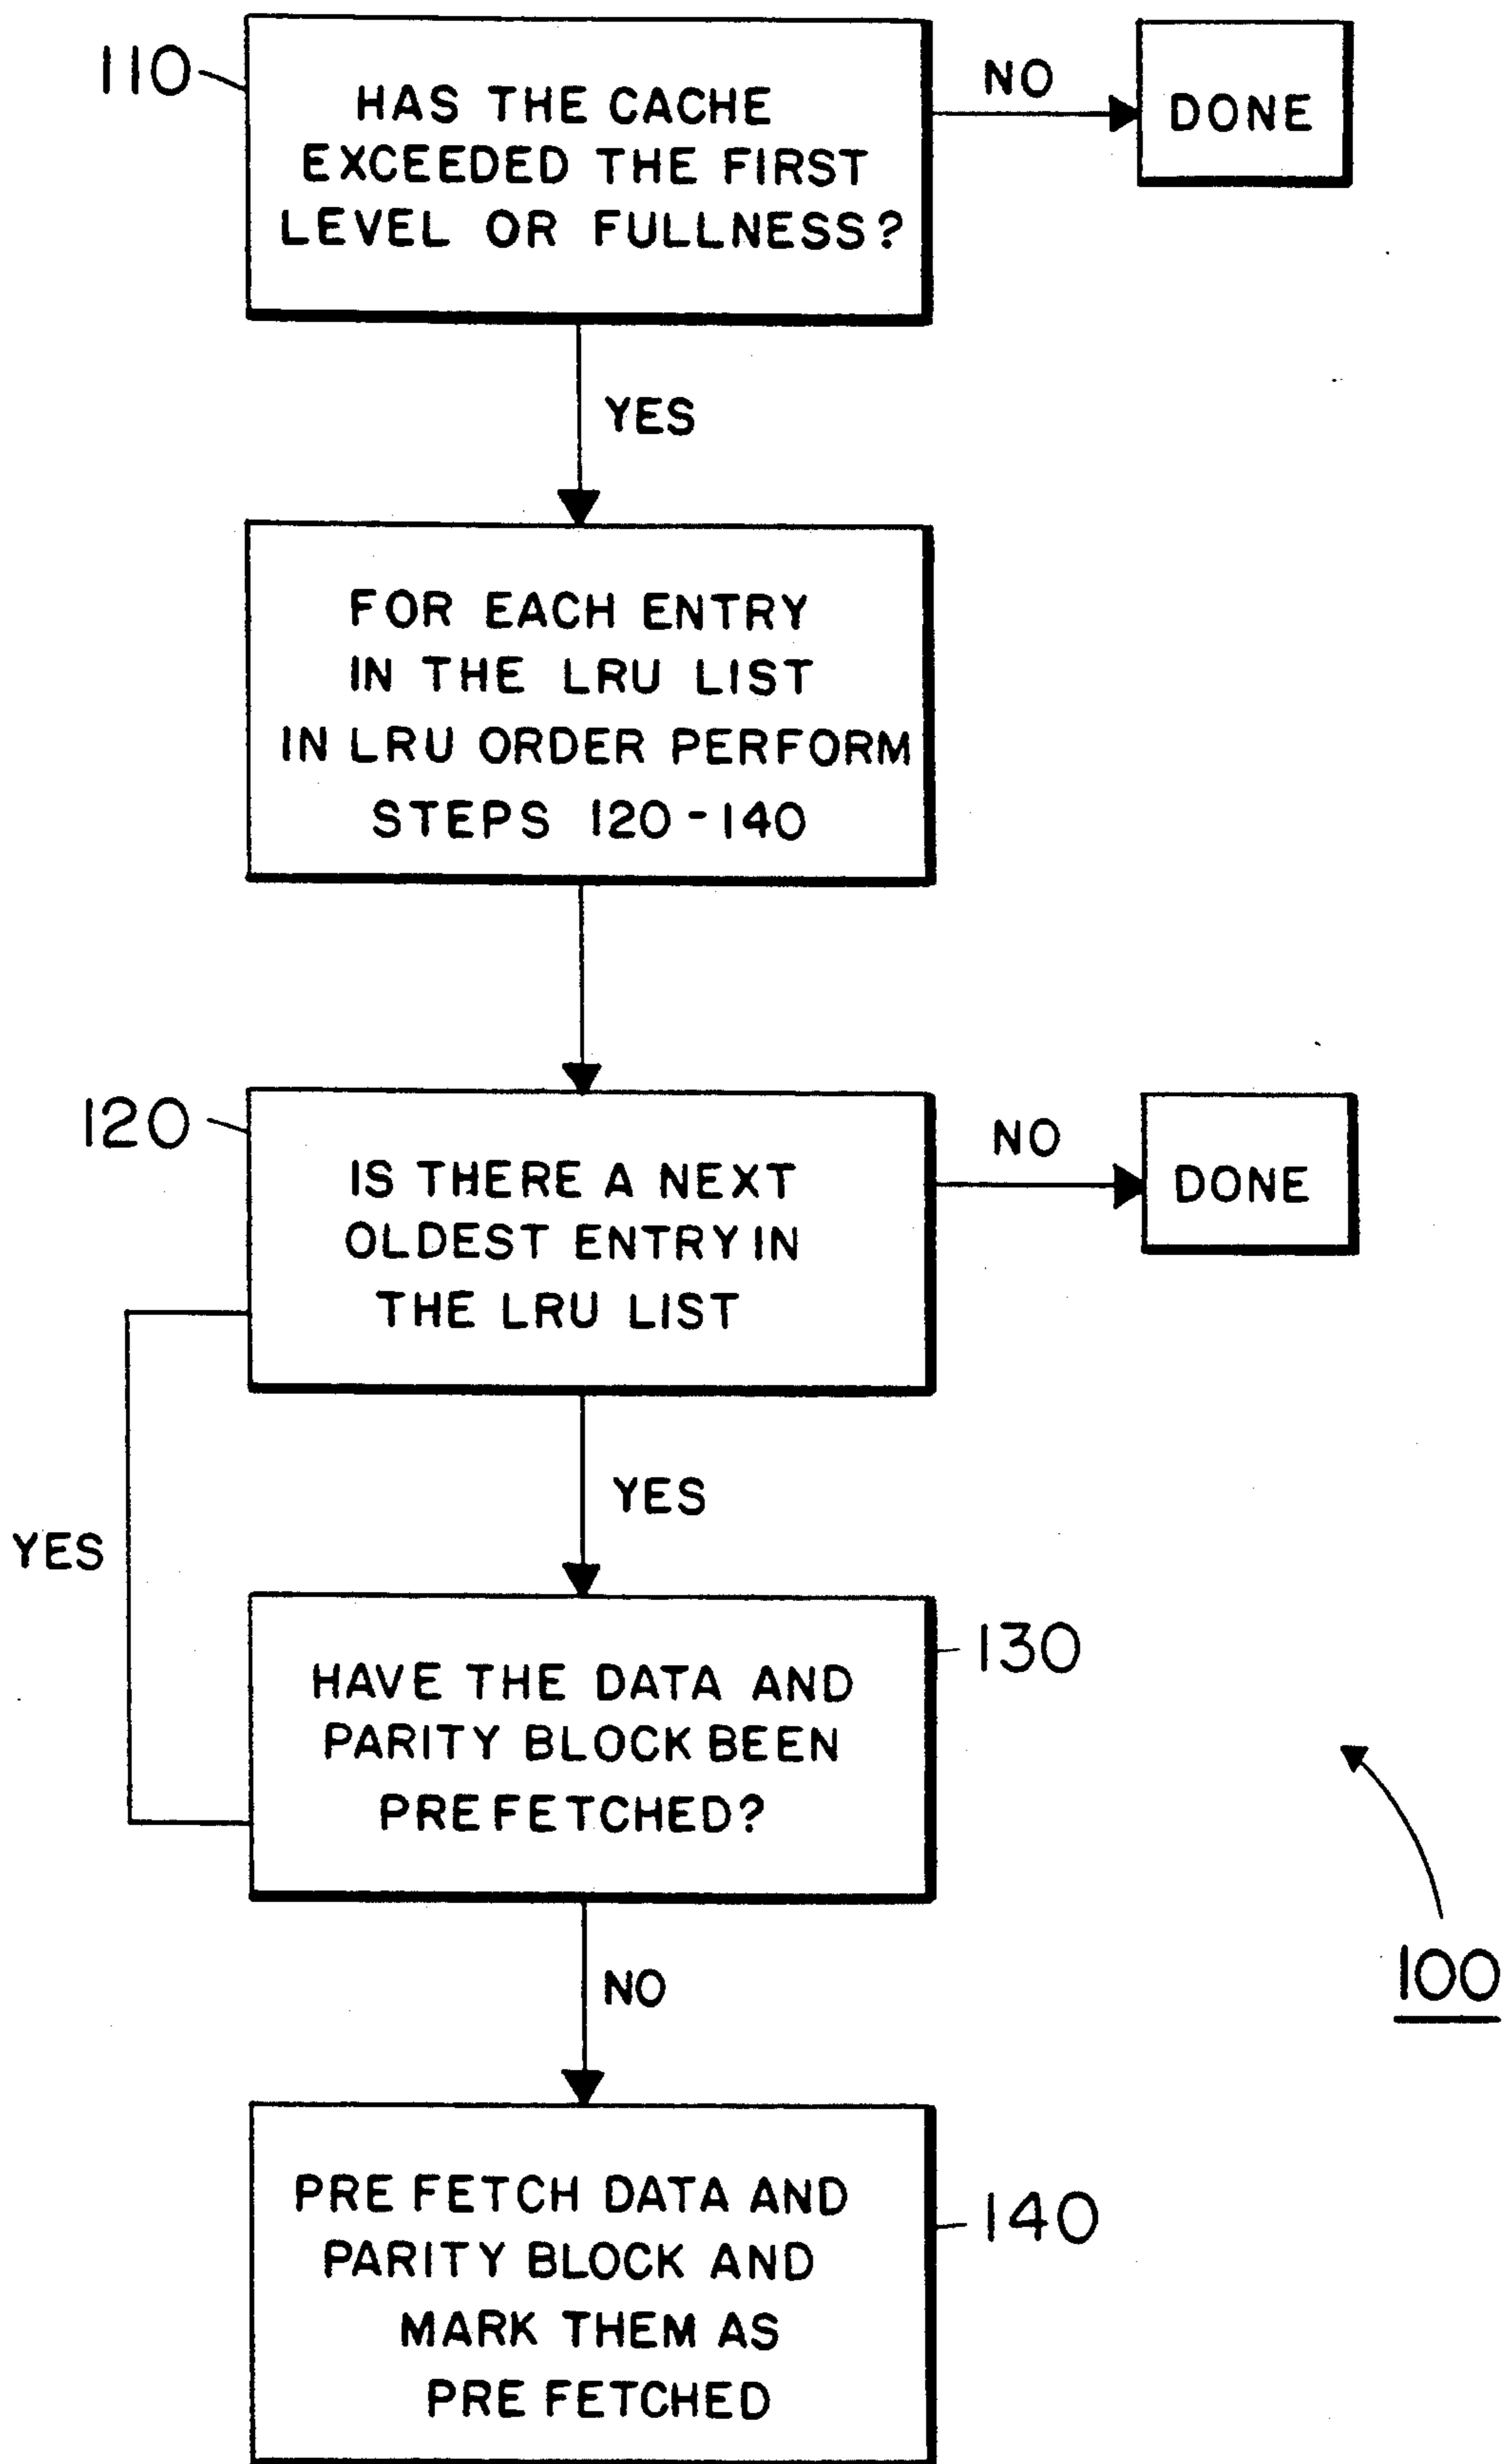 110
HAS THE CACHE
EXCEEDED THE FIRST
LEVEL OR FULLNESS?
NO
DONE
YES
FOR EACH ENTRY
IN THE LRU LIST
IN LRU ORDER PERFORM
STEPS 120-140
120
IS THERE A NEXT
OLDEST ENTRY IN
THE LRU LIST
NO
DONE
YES
YES
130
HAVE THE DATA AND
PARITY BLOCK BEEN
PRE FETCHED?
100
NO
140
PRE FETCH DATA AND
PARITY BLOCK AND
MARK THEM AS
PRE FETCHED